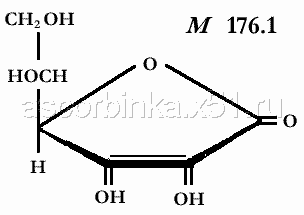 CH₂OH
M 176.1
HOCH
O
O
ascorbinka.x51.ru
H
OH
OH